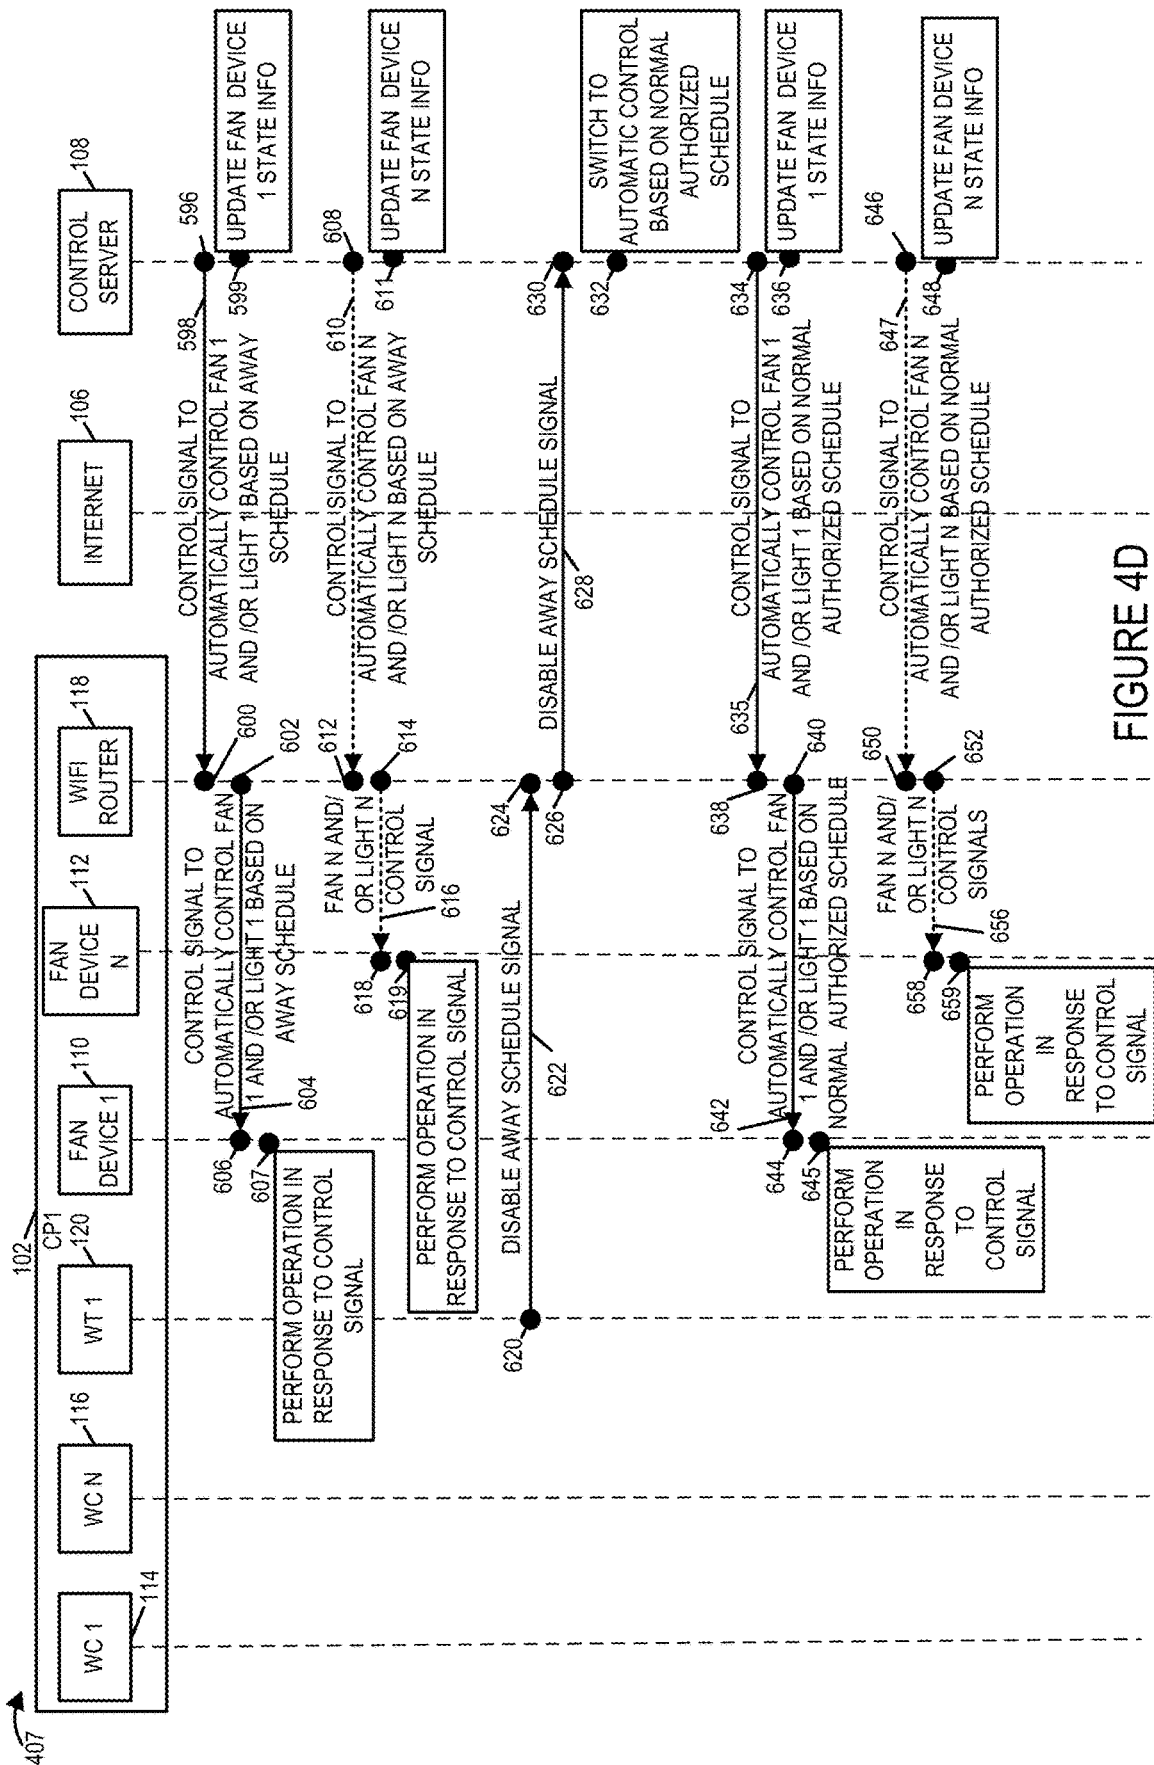 407
102
CP1
WC 1
114
WC N
116
WT 1
120
FAN
DEVICE 1
110
FAN
DEVICE
N
112
WIFI
ROUTER
118
INTERNET
106
CONTROL
SERVER
108
596
598
CONTROL SIGNAL TO
AUTOMATICALLY CONTROL FAN 1
AND /OR LIGHT 1 BASED ON AWAY
SCHEDULE
599
UPDATE FAN DEVICE
1 STATE INFO
600
602
CONTROL SIGNAL TO
AUTOMATICALLY CONTROL FAN
1 AND /OR LIGHT 1 BASED ON
AWAY SCHEDULE
604
606
607
PERFORM OPERATION IN
RESPONSE TO CONTROL
SIGNAL
608
610
CONTROL SIGNAL TO
AUTOMATICALLY CONTROL FAN N
AND /OR LIGHT N BASED ON AWAY
SCHEDULE
611
UPDATE FAN DEVICE
N STATE INFO
612
614
FAN N AND/
OR LIGHT N
CONTROL
SIGNAL
616
618
619
PERFORM OPERATION IN
RESPONSE TO CONTROL SIGNAL
620
DISABLE AWAY SCHEDULE SIGNAL
622
624
626
DISABLE AWAY SCHEDULE SIGNAL
628
630
632
SWITCH TO
AUTOMATIC CONTROL
BASED ON NORMAL
AUTHORIZED
SCHEDULE
634
635
CONTROL SIGNAL TO
AUTOMATICALLY CONTROL FAN 1
AND /OR LIGHT 1 BASED ON NORMAL
AUTHORIZED SCHEDULE
636
UPDATE FAN DEVICE
1 STATE INFO
638
640
CONTROL SIGNAL TO
AUTOMATICALLY CONTROL FAN
1 AND /OR LIGHT 1 BASED ON
NORMAL AUTHORIZED SCHEDULE
642
644
645
PERFORM
OPERATION
IN
RESPONSE
TO
CONTROL
SIGNAL
646
647
CONTROL SIGNAL TO
AUTOMATICALLY CONTROL FAN N
AND /OR LIGHT N BASED ON NORMAL
AUTHORIZED SCHEDULE
648
UPDATE FAN DEVICE
N STATE INFO
650
652
FAN N AND/
OR LIGHT N
CONTROL
SIGNALS
656
658
659
PERFORM
OPERATION
IN
RESPONSE
TO CONTROL
SIGNAL
FIGURE 4D